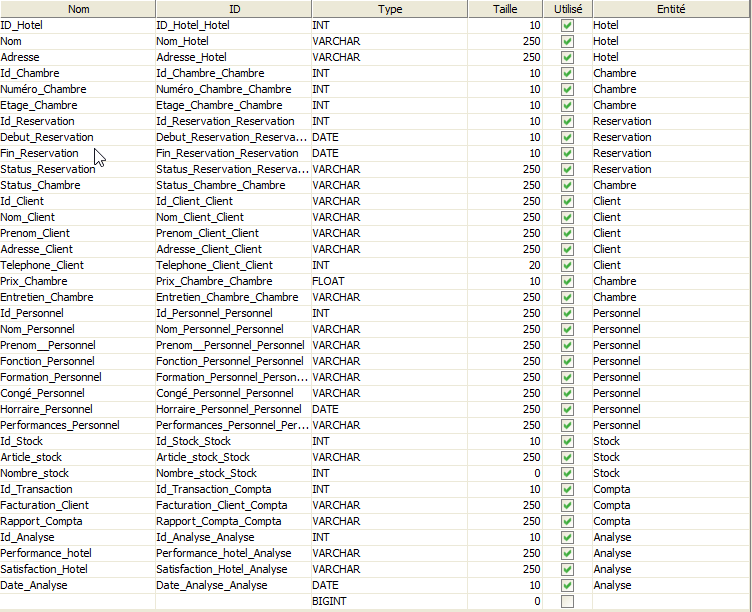 Nom ID Type Taille Utilisé Entité
ID_Hotel ID_Hotel_Hotel INT 10 Hotel
Nom Nom_Hotel VARCHAR 250 Hotel
Adresse Adresse_Hotel VARCHAR 250 Hotel
Id_Chambre Id_Chambre_Chambre INT 10 Chambre
Numéro_Chambre Numéro_Chambre_Chambre INT 10 Chambre
Etage_Chambre Etage_Chambre_Chambre INT 10 Chambre
Id_Reservation Id_Reservation_Reservation INT 10 Reservation
Debut_Reservation Debut_Reservation_Reserva... DATE 10 Reservation
Fin_Reservation Fin_Reservation_Reservation DATE 10 Reservation
Status_Reservation Status_Reservation_Reserva... VARCHAR 250 Reservation
Status_Chambre Status_Chambre_Chambre VARCHAR 250 Chambre
Id_Client Id_Client_Client VARCHAR 250 Client
Nom_Client Nom_Client_Client VARCHAR 250 Client
Prenom_Client Prenom_Client_Client VARCHAR 250 Client
Adresse_Client Adresse_Client_Client VARCHAR 250 Client
Telephone_Client Telephone_Client_Client INT 20 Client
Prix_Chambre Prix_Chambre_Chambre FLOAT 10 Chambre
Entretien_Chambre Entretien_Chambre_Chambre VARCHAR 250 Chambre
Id_Personnel Id_Personnel_Personnel INT 250 Personnel
Nom_Personnel Nom_Personnel_Personnel VARCHAR 250 Personnel
Prenom__Personnel Prenom__Personnel_Personnel VARCHAR 250 Personnel
Fonction_Personnel Fonction_Personnel_Personnel VARCHAR 250 Personnel
Formation_Personnel Formation_Personnel_Person... VARCHAR 250 Personnel
Congé_Personnel Congé_Personnel_Personnel VARCHAR 250 Personnel
Horraire_Personnel Horraire_Personnel_Personnel DATE 250 Personnel
Performances_Personnel Performances_Personnel_Per... VARCHAR 250 Personnel
Id_Stock Id_Stock_Stock INT 10 Stock
Article_stock Article_stock_Stock VARCHAR 250 Stock
Nombre_stock Nombre_stock_Stock INT 0 Stock
Id_Transaction Id_Transaction_Compta INT 10 Compta
Facturation_Client Facturation_Client_Compta VARCHAR 250 Compta
Rapport_Compta Rapport_Compta_Compta VARCHAR 250 Compta
Id_Analyse Id_Analyse_Analyse INT 10 Analyse
Performance_hotel Performance_hotel_Analyse VARCHAR 250 Analyse
Satisfaction_Hotel Satisfaction_Hotel_Analyse VARCHAR 250 Analyse
Date_Analyse Date_Analyse_Analyse DATE 10 Analyse
BIGINT 0